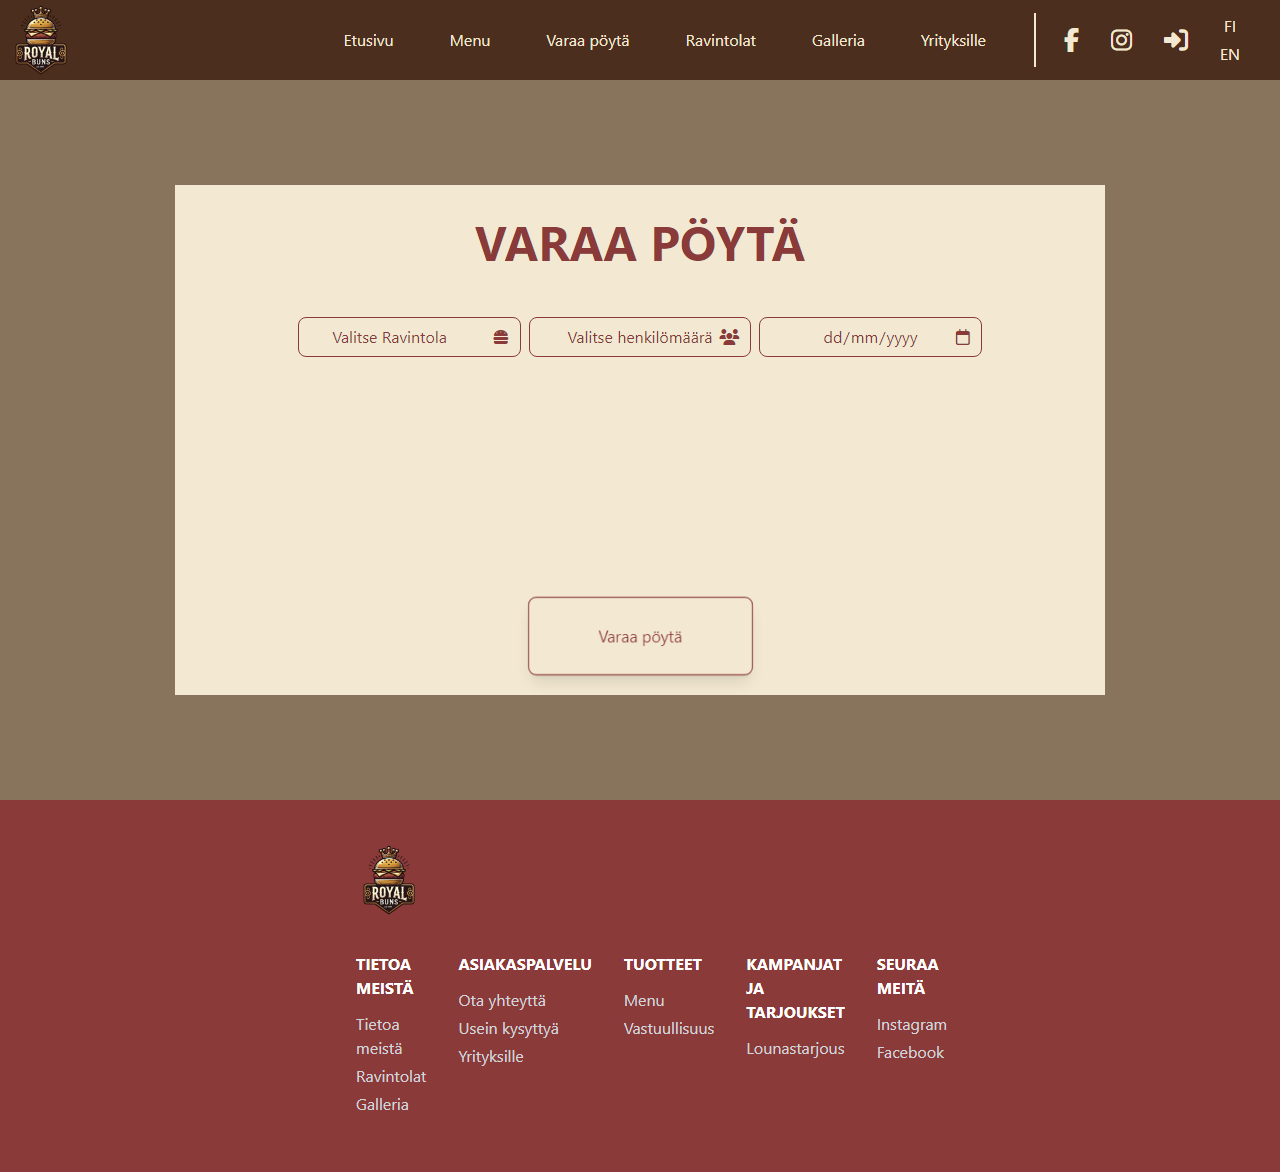 ROYAL
BUNS
Etusivu
Menu
Varaa pöytä
Ravintolat
Galleria
Yrityksille
FI
EN
VARAA PÖYTÄ
Valitse Ravintola
Valitse henkilömäärä
dd/mm/yyyy
Varaa pöytä
ROYAL
BUNS
TIETOA
MEISTÄ
Tietoa
meistä
Ravintolat
Galleria
ASIAKASPALVELU
Ota yhteyttä
Usein kysyttyä
Yrityksille
TUOTTEET
Menu
Vastuullisuus
KAMPANJAT
JA
TARJOUKSET
Lounastarjous
SEURAA
MEITÄ
Instagram
Facebook